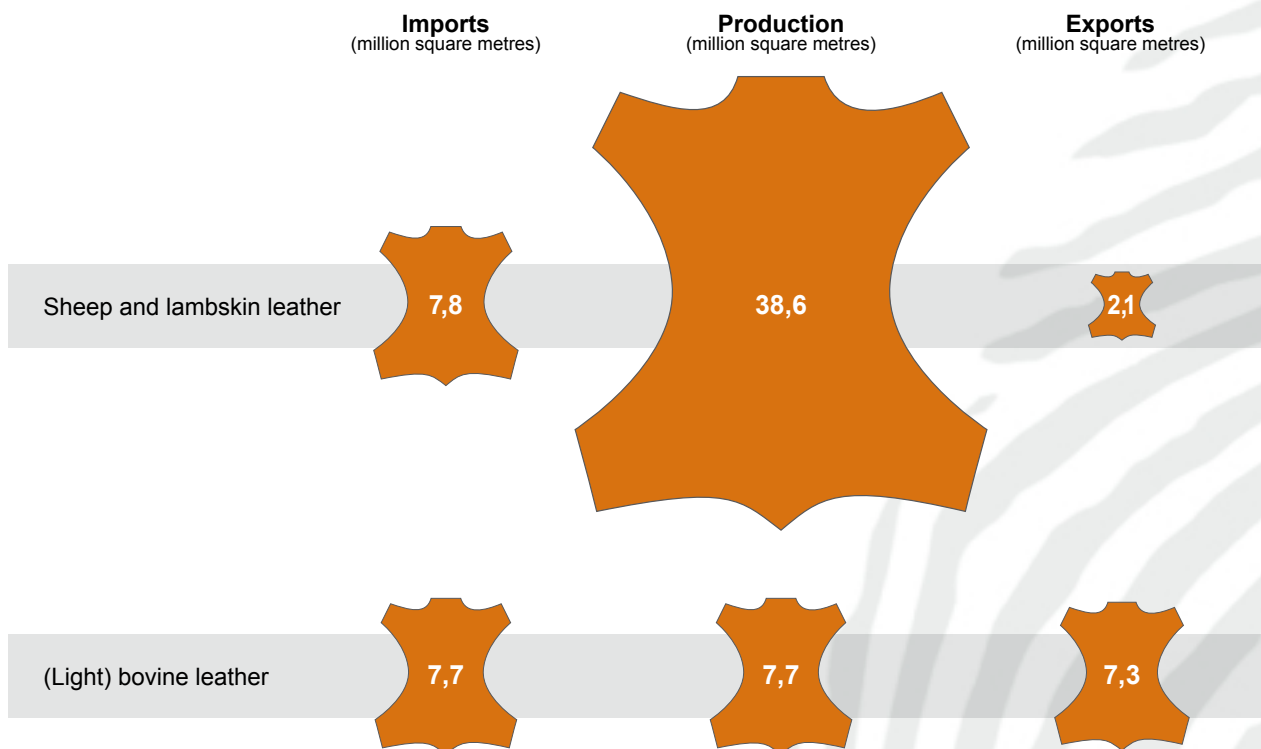 Imports
(million square metres)
Production
(million square metres)
Exports
(million square metres)
Sheep and lambskin leather
7,8
38,6
2,1
(Light) bovine leather
7,7
7,7
7,3